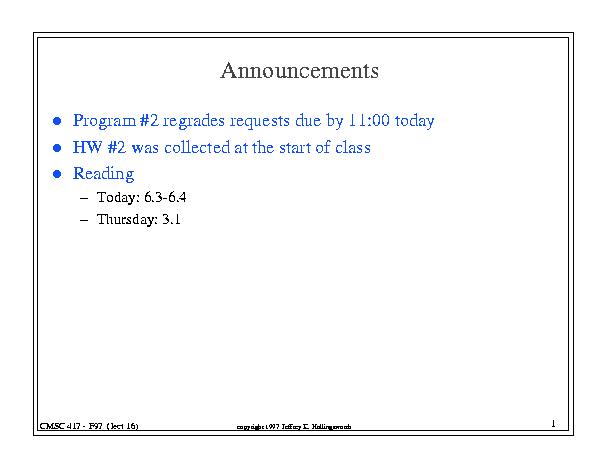 Announcements
● Program #2 regrades requests due by 11:00 today
● HW #2 was collected at the start of class
● Reading
– Today: 6.3-6.4
– Thursday: 3.1
CMSC 417 - F97 (lect 16)
copyright 1997 Jeffrey K. Hollingsworth
1